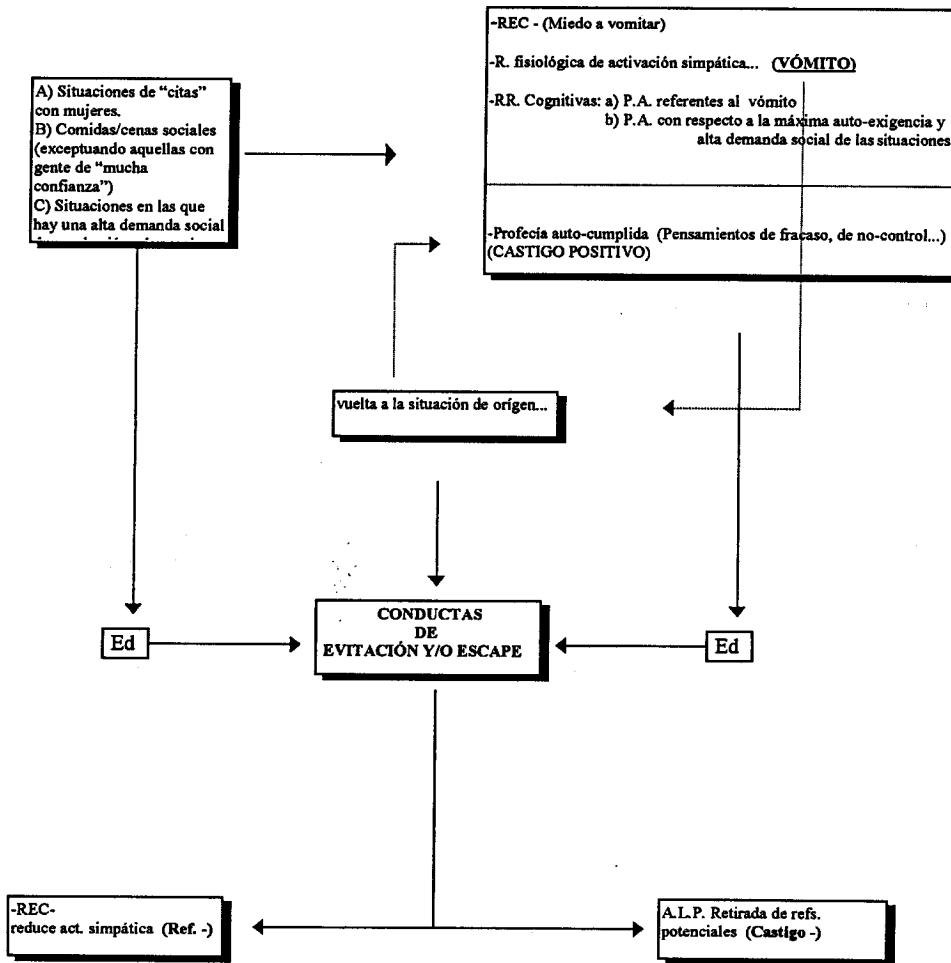 -REC - (Miedo a vomitar)
-R. fisiológica de activación simpática... (VÓMITO)
-RR. Cognitivas: a) P.A. referentes al vómito
b) P.A. con respecto a la máxima auto-exigencia y
alta demanda social de las situaciones
-Profecía auto-cumplida (Pensamientos de fracaso, de no-control...)
(CASTIGO POSITIVO)
A) Situaciones de “citas”
con mujeres.
B) Comidas/cenas sociales
(exceptuando aquellas con
gente de “mucha
confianza”)
C) Situaciones en las que
hay una alta demanda social
vuelta a la situación de orígen...
Ed
CONDUCTAS
DE
EVITACIÓN Y/O ESCAPE
Ed
-REC-
reduce act. simpática (Ref. -)
A.L.P. Retirada de refs.
potenciales (Castigo -)